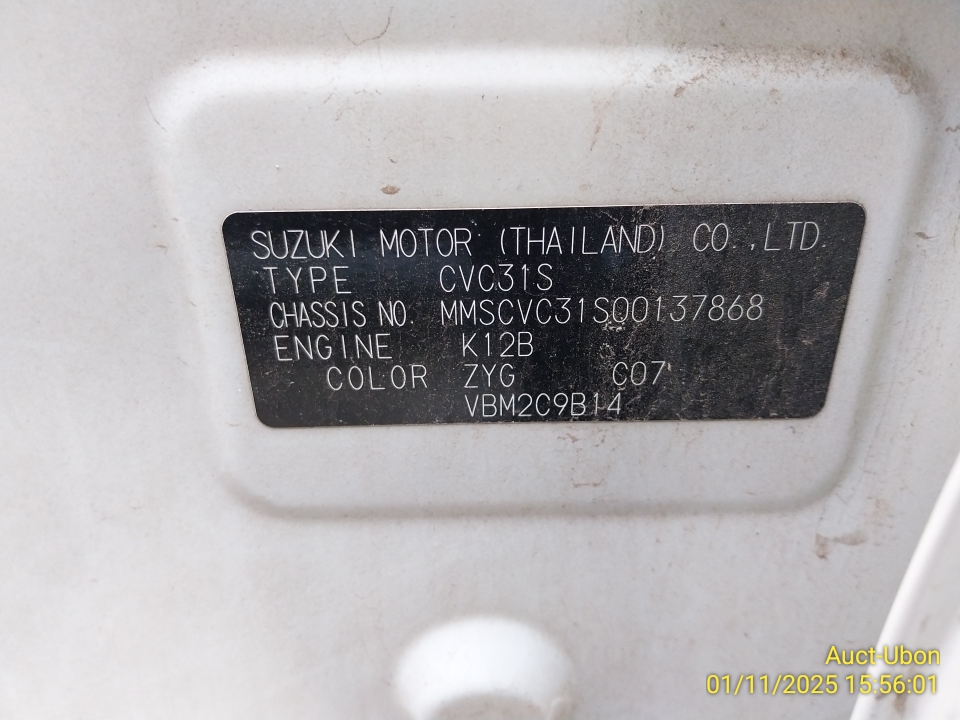 SUZUKI MOTOR (THAILAND) CO.,LTD.
TYPE CVC31S
CHASSIS NO. MMSCVC31S00137868
ENGINE K12B
COLOR ZYG C07
VBM2C9B14
Auct-Ubon
01/11/2025 15:56:01